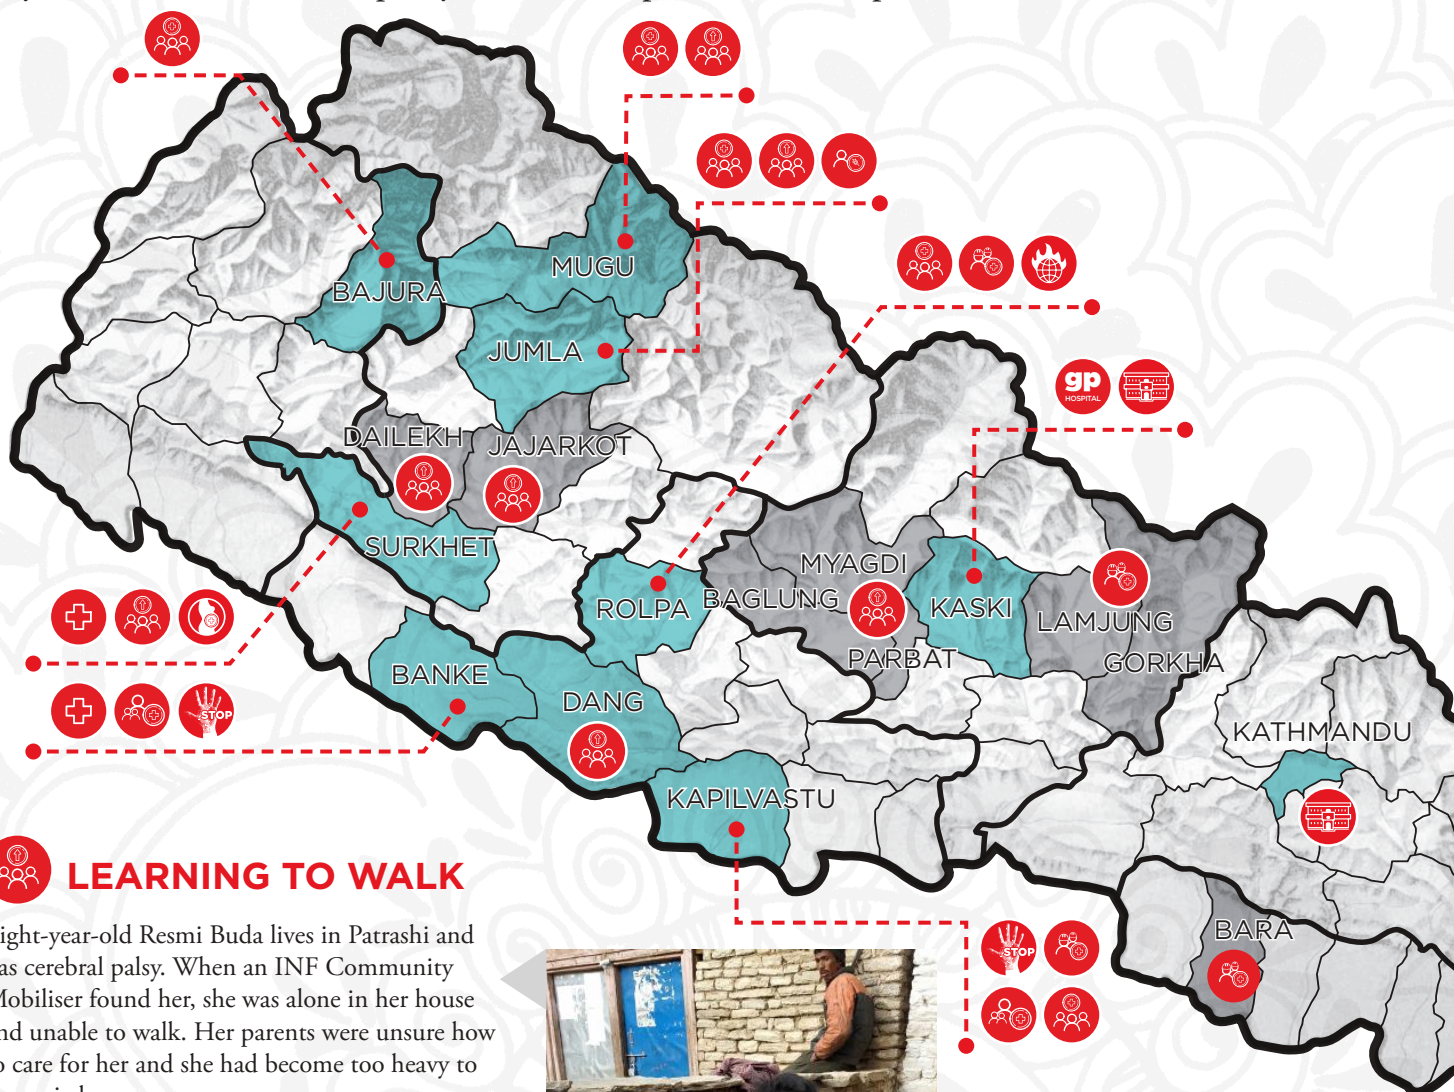 MUGU
BAJURA
JUMLA
gp
HOSPITAL
DAILEKH
JAJARKOT
SURKHET
MYAGDI
ROLPA
BAGLUNG
KASKI
LAMJUNG
PARBAT
GORKHA
BANKE
DANG
STOP
KATHMANDU
KAPILVASTU
LEARNING TO WALK
ight-year-old Resmi Buda lives in Patrashi and
as cerebral palsy. When an INF Community
Mobiliser found her, she was alone in her house
nd unable to walk. Her parents were unsure how
o care for her and she had become too heavy to
BARA
STOP